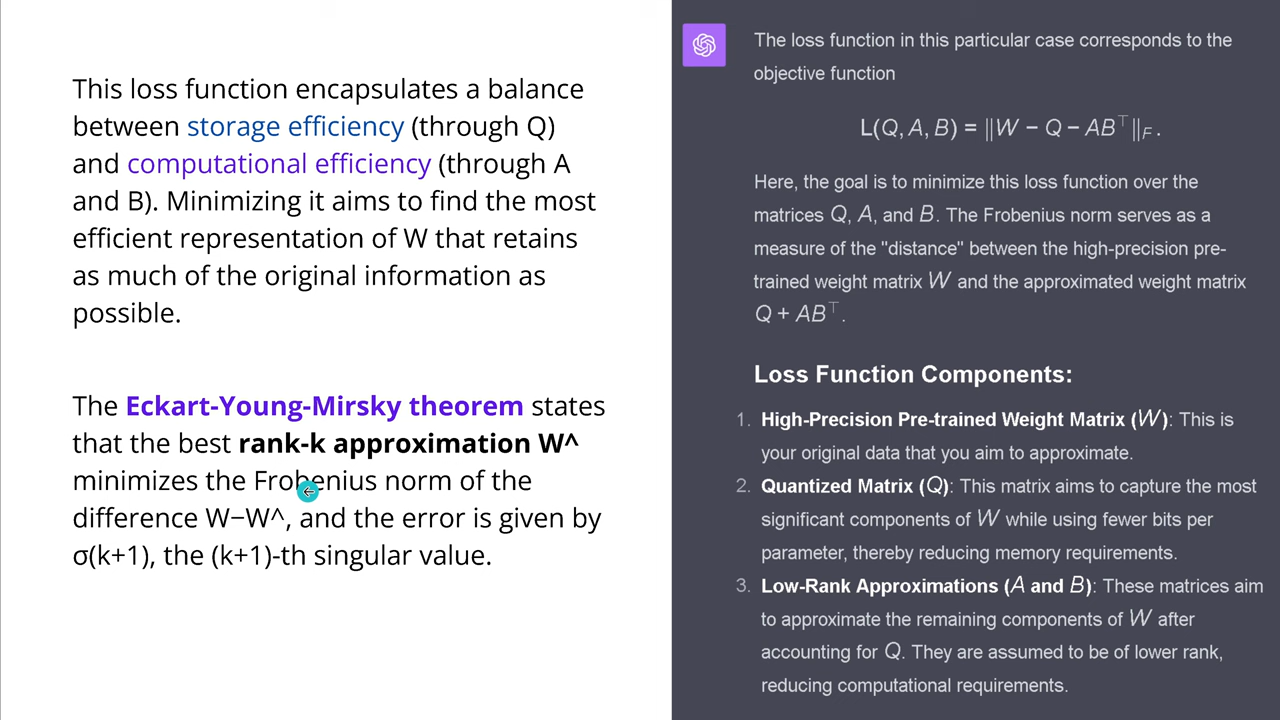 This loss function encapsulates a balance
between storage efficiency (through Q)
and computational efficiency (through A
and B). Minimizing it aims to find the most
efficient representation of W that retains
as much of the original information as
possible.
The Eckart-Young-Mirsky theorem states
that the best rank-k approximation W^
minimizes the Frobenius norm of the
difference W−W^, and the error is given by
σ(k+1), the (k+1)-th singular value.
The loss function in this particular case corresponds to the
objective function
L(Q, A, B) = ‖W − Q − AB⊤‖F .
Here, the goal is to minimize this loss function over the
matrices Q, A, and B. The Frobenius norm serves as a
measure of the "distance" between the high-precision pre-
trained weight matrix W and the approximated weight matrix
Q + AB⊤.
Loss Function Components:
1. High-Precision Pre-trained Weight Matrix (W): This is
your original data that you aim to approximate.
2. Quantized Matrix (Q): This matrix aims to capture the most
significant components of W while using fewer bits per
parameter, thereby reducing memory requirements.
3. Low-Rank Approximations (A and B): These matrices aim
to approximate the remaining components of W after
accounting for Q. They are assumed to be of lower rank,
reducing computational requirements.